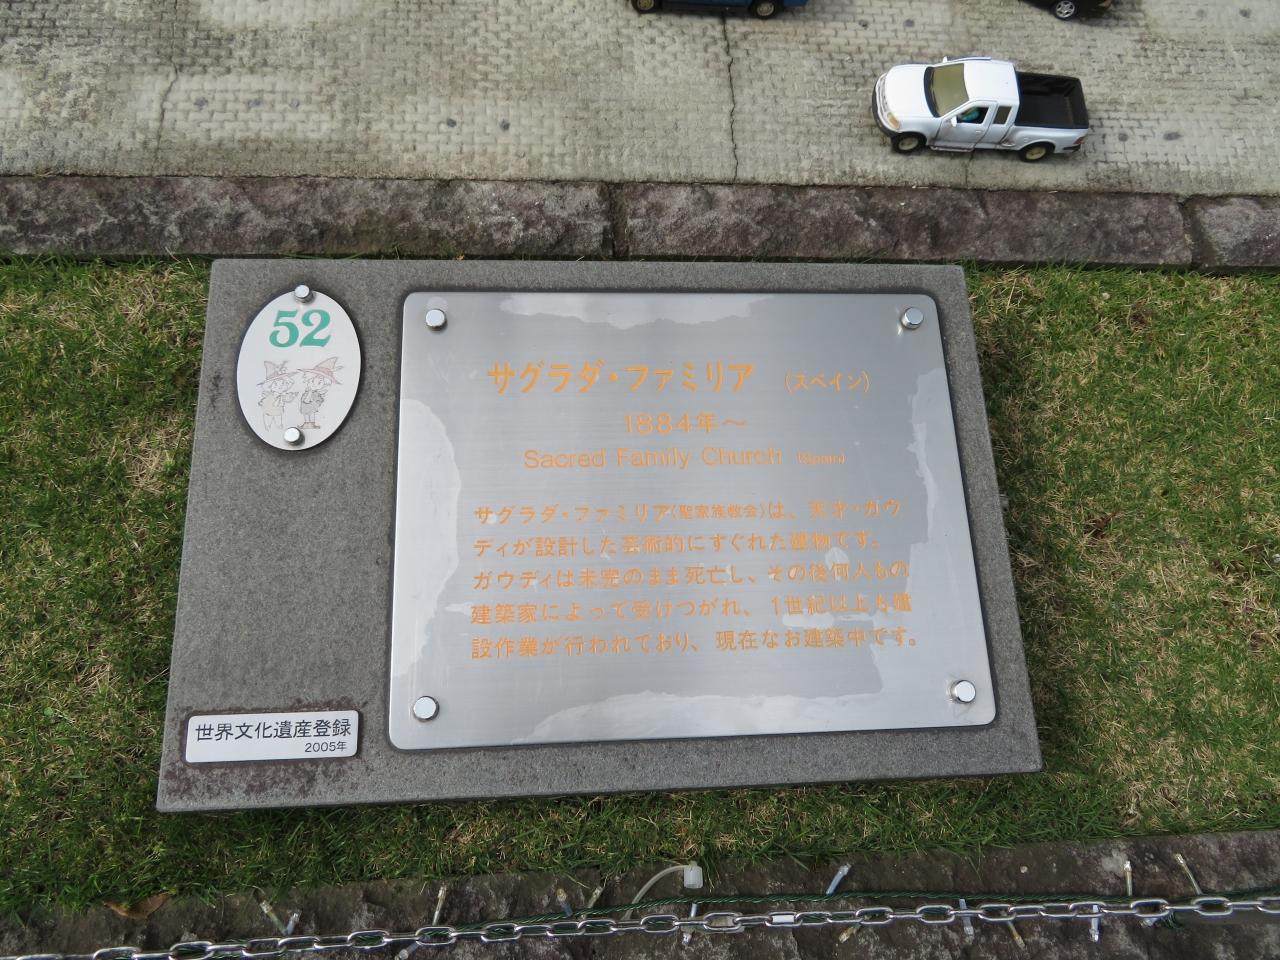 52
サグラダ・ファミリア (スペイン)
1884年～
Sacred Family Church (Spain)
サグラダ・ファミリア(聖家族教会)は、天才・ガウ
ディが設計した芸術的にすぐれた建物です。
ガウディは未完のまま死亡し、その後何人もの
建築家によって受けつがれ、1世紀以上も建
設作業が行われており、現在なお建築中です。
世界文化遺産登録
2005年